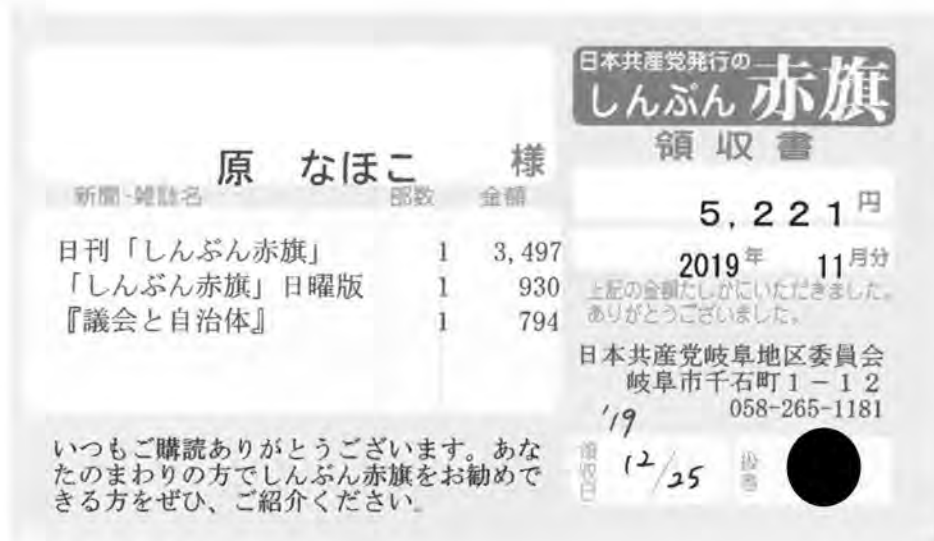 日本共産党発行の
しんぶん赤旗
領収書
原 なほこ 様
新聞・雑誌名 部数 金額
日刊「しんぶん赤旗」 1 3,497
「しんぶん赤旗」日曜版 1 930
『議会と自治体』 1 794
5,221円
2019年 11月分
上記の金額たしかにいただきました。
ありがとうございました。
日本共産党岐阜地区委員会
岐阜市千石町1-12
058-265-1181
いつもご購読ありがとうございます。あな
たのまわりの方でしんぶん赤旗をお勧めで
きる方をぜひ、ご紹介ください。
'19
領収日 12/25 扱者